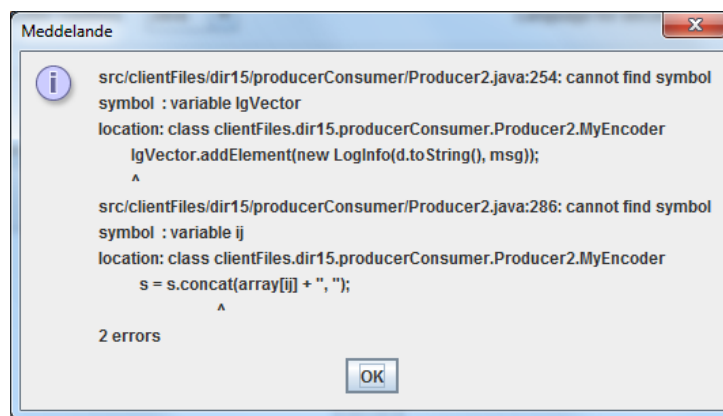 Meddelande
src/clientFiles/dir15/producerConsumer/Producer2.java:254: cannot find symbol
symbol : variable lgVector
location: class clientFiles.dir15.producerConsumer.Producer2.MyEncoder
lgVector.addElement(new LogInfo(d.toString(), msg));
^
src/clientFiles/dir15/producerConsumer/Producer2.java:286: cannot find symbol
symbol : variable ij
location: class clientFiles.dir15.producerConsumer.Producer2.MyEncoder
s = s.concat(array[ij] + ", ");
^
2 errors
OK